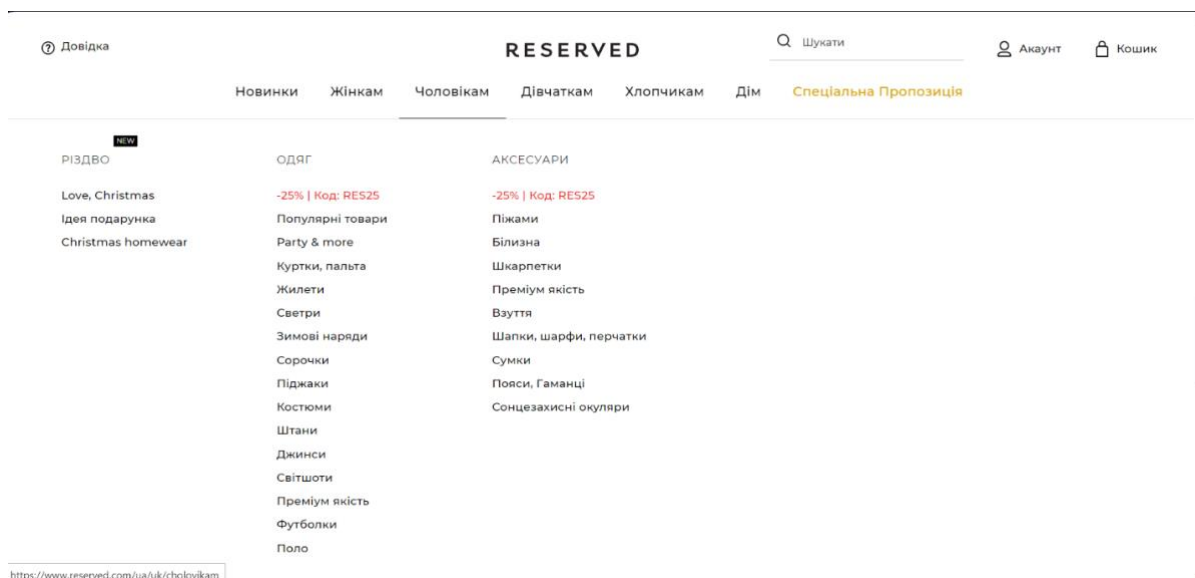 Довідка
RESERVED
Шукати
Акаунт
Кошик
Новинки Жінкам Чоловікам Дівчаткам Хлопчикам Дім Спеціальна Пропозиція
NEW
РІЗДВО
Love, Christmas
Ідея подарунка
Christmas homewear
ОДЯГ
-25% | Код: RES25
Популярні товари
Party & more
Куртки, пальта
Жилети
Светри
Зимові наряди
Сорочки
Піджаки
Костюми
Штани
Джинси
Світшоти
Преміум якість
Футболки
Поло
АКСЕСУАРИ
-25% | Код: RES25
Піжами
Білизна
Шкарпетки
Преміум якість
Взуття
Шапки, шарфи, перчатки
Сумки
Пояси, Гаманці
Сонцезахисні окуляри
https://www.reserved.com/ua/uk/cholovikam